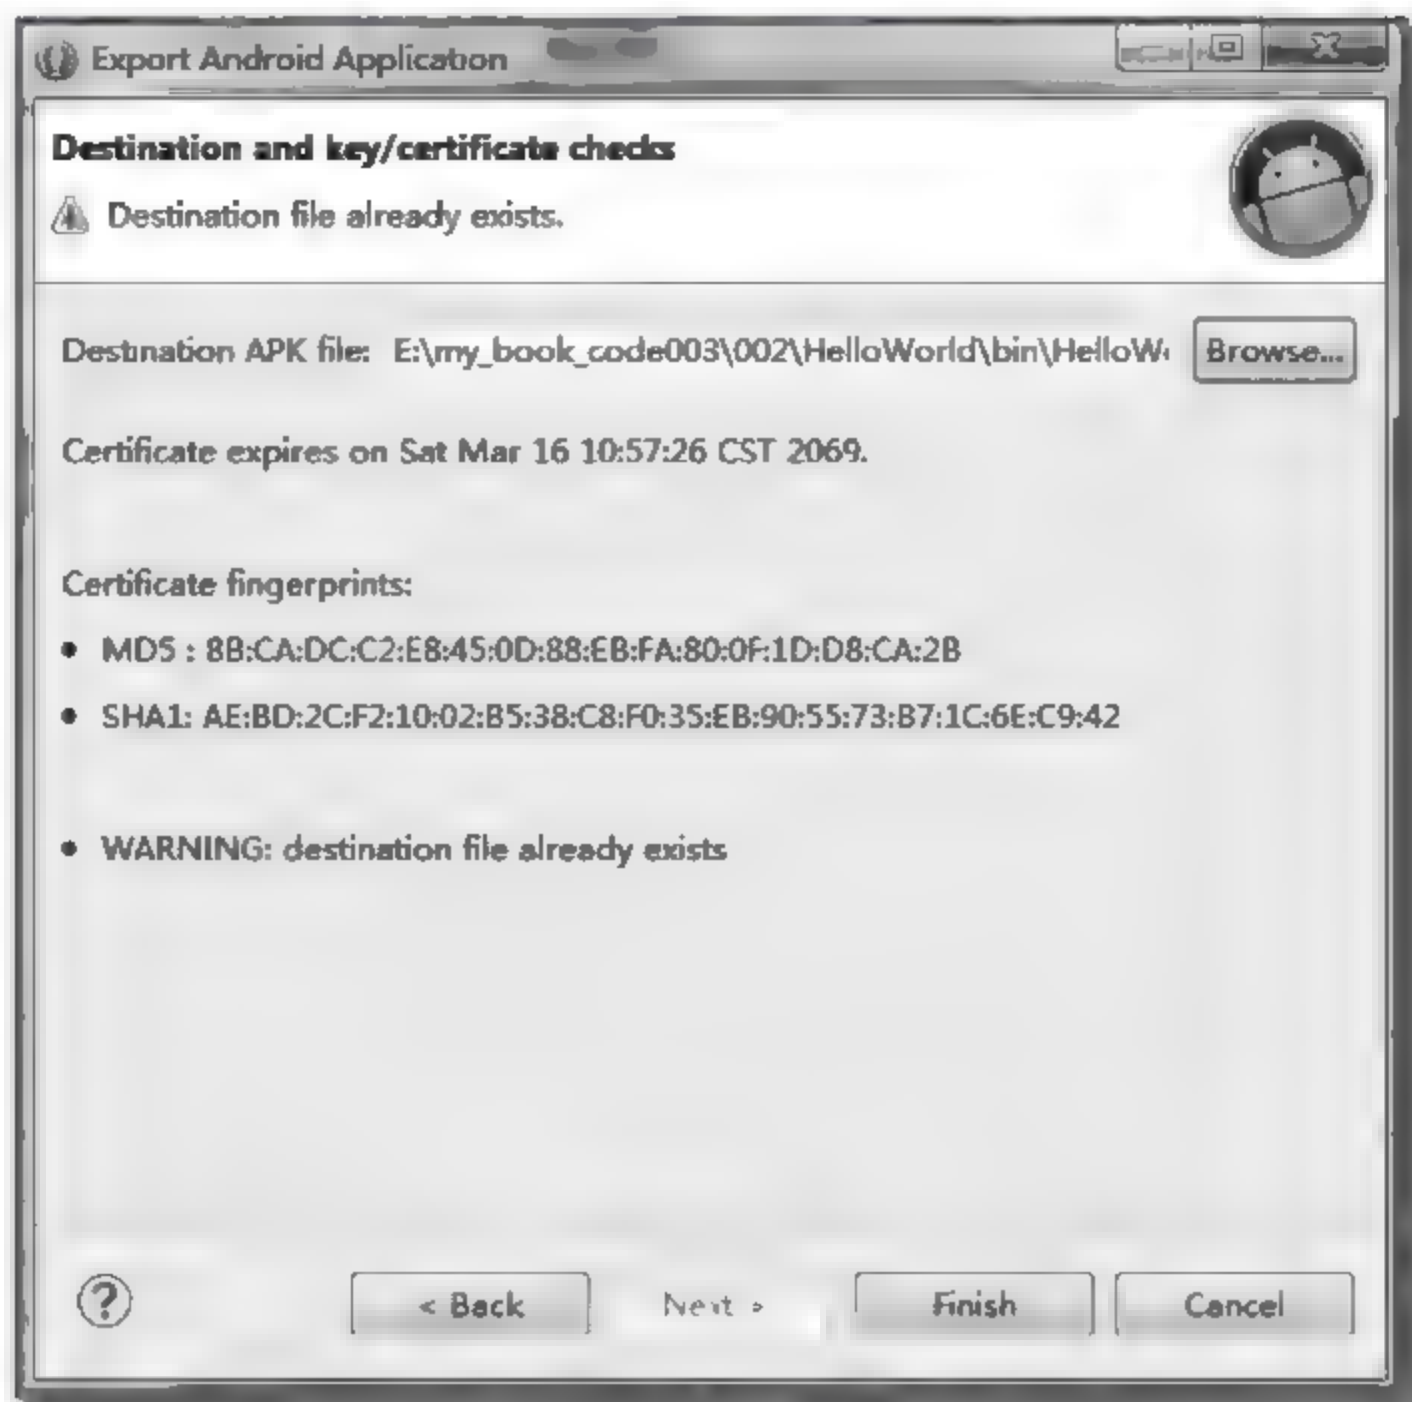 Export Android Application
Destination and key/certificate checks
Destination file already exists.
Destination APK file: E:\my_book_code003\002\HelloWorld\bin\HelloW
Browse...
Certificate expires on Sat Mar 16 10:57:26 CST 2069.
Certificate fingerprints:
• MD5 : 8B:CA:DC:C2:E8:45:0D:88:EB:FA:80:0F:1D:D8:CA:2B
• SHA1: AE:BD:2C:F2:10:02:B5:38:C8:F0:35:EB:90:55:73:B7:1C:6E:C9:42
• WARNING: destination file already exists
? < Back Next > Finish Cancel